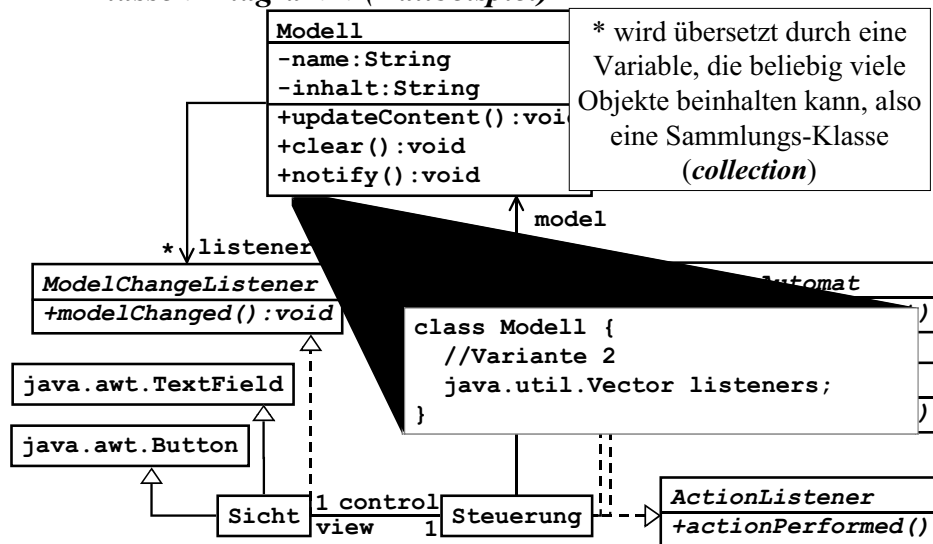 Modell
-name:String
-inhalt:String
+updateContent():voi
+clear():void
+notify():void
* wird übersetzt durch eine
Variable, die beliebig viele
Objekte beinhalten kann, also
eine Sammlungs-Klasse
(collection)
model
* listener
ModelChangeListener
+modelChanged():void
Automat
)
class Modell {
//Variante 2
java.util.Vector listeners;
}
)
java.awt.TextField
java.awt.Button
Sicht
1 control
view 1
Steuerung
ActionListener
+actionPerformed()